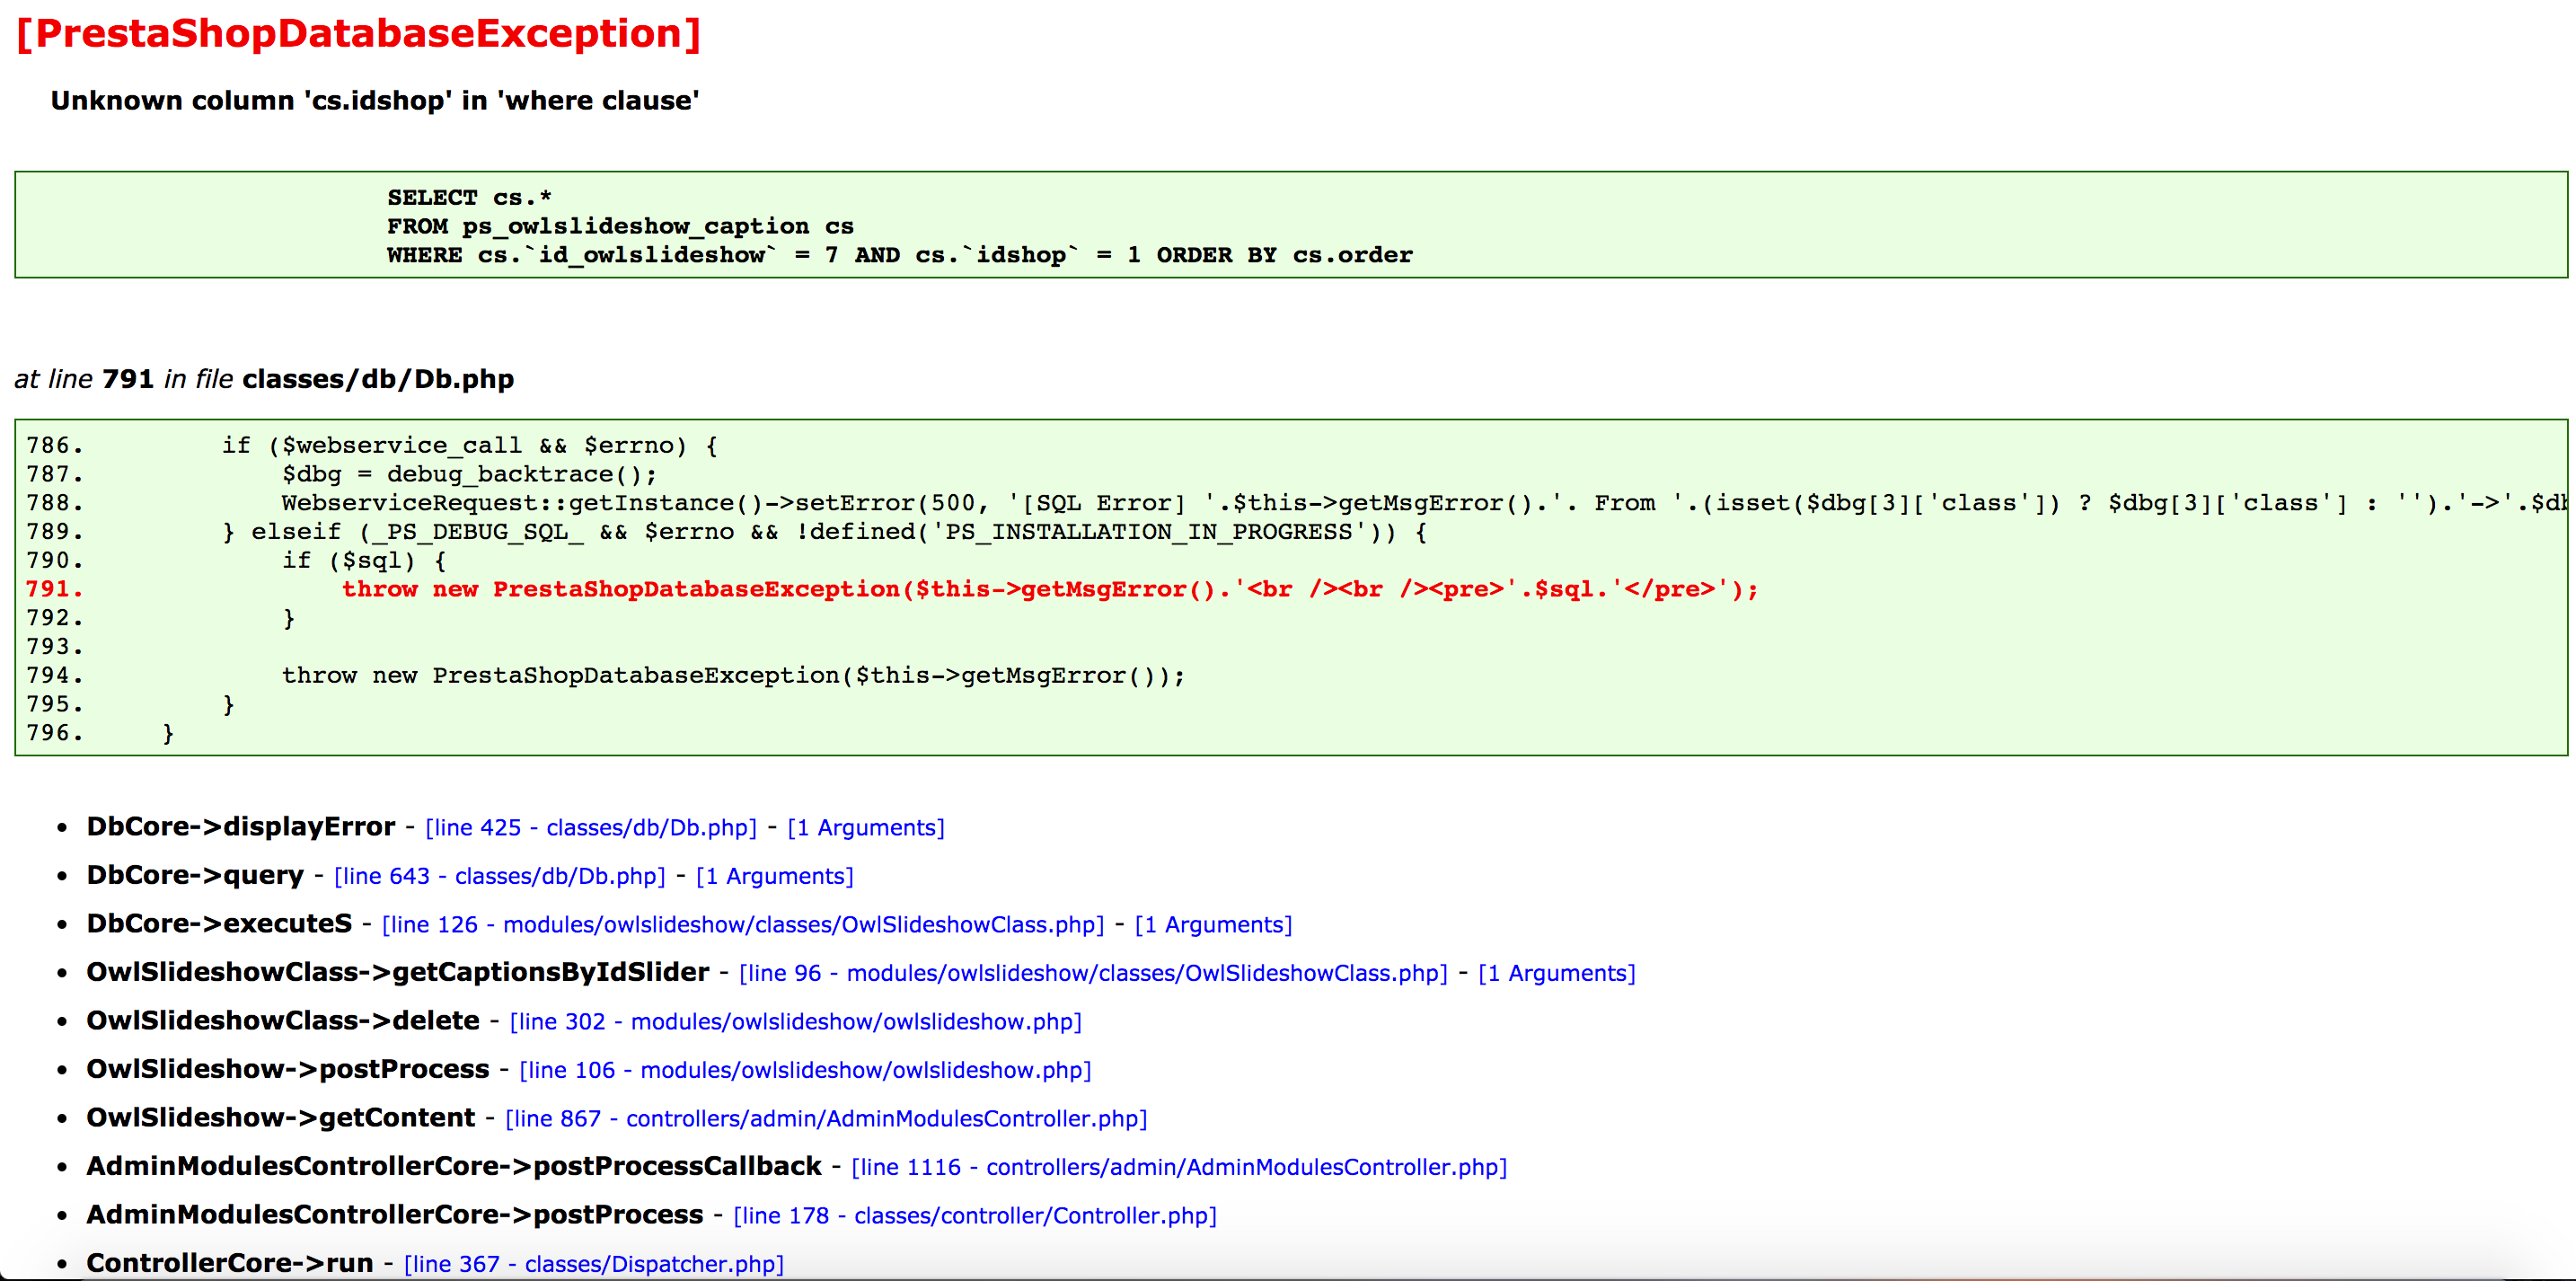 [PrestaShopDatabaseException]
Unknown column 'cs.idshop' in 'where clause'
SELECT cs.*
FROM ps_owlslideshow_caption cs
WHERE cs.`id_owlslideshow` = 7 AND cs.`idshop` = 1 ORDER BY cs.order
at line 791 in file classes/db/Db.php
786. if ($webservice_call && $errno) {
787. $dbg = debug_backtrace();
788. WebserviceRequest::getInstance()->setError(500, '[SQL Error] '.$this->getMsgError().'. From '.(isset($dbg[3]['class']) ? $dbg[3]['class'] : '').'->'.$db
789. } elseif (_PS_DEBUG_SQL_ && $errno && !defined('PS_INSTALLATION_IN_PROGRESS')) {
790. if ($sql) {
791. throw new PrestaShopDatabaseException($this->getMsgError().'<br /><br /><pre>'.$sql.'</pre>');
792. }
793.
794. throw new PrestaShopDatabaseException($this->getMsgError());
795. }
796. }
• DbCore->displayError - [line 425 - classes/db/Db.php] - [1 Arguments]
• DbCore->query - [line 643 - classes/db/Db.php] - [1 Arguments]
• DbCore->executeS - [line 126 - modules/owlslideshow/classes/OwlSlideshowClass.php] - [1 Arguments]
• OwlSlideshowClass->getCaptionsByIdSlider - [line 96 - modules/owlslideshow/classes/OwlSlideshowClass.php] - [1 Arguments]
• OwlSlideshowClass->delete - [line 302 - modules/owlslideshow/owlslideshow.php]
• OwlSlideshow->postProcess - [line 106 - modules/owlslideshow/owlslideshow.php]
• OwlSlideshow->getContent - [line 867 - controllers/admin/AdminModulesController.php]
• AdminModulesControllerCore->postProcessCallback - [line 1116 - controllers/admin/AdminModulesController.php]
• AdminModulesControllerCore->postProcess - [line 178 - classes/controller/Controller.php]
• ControllerCore->run - [line 367 - classes/Dispatcher.php]